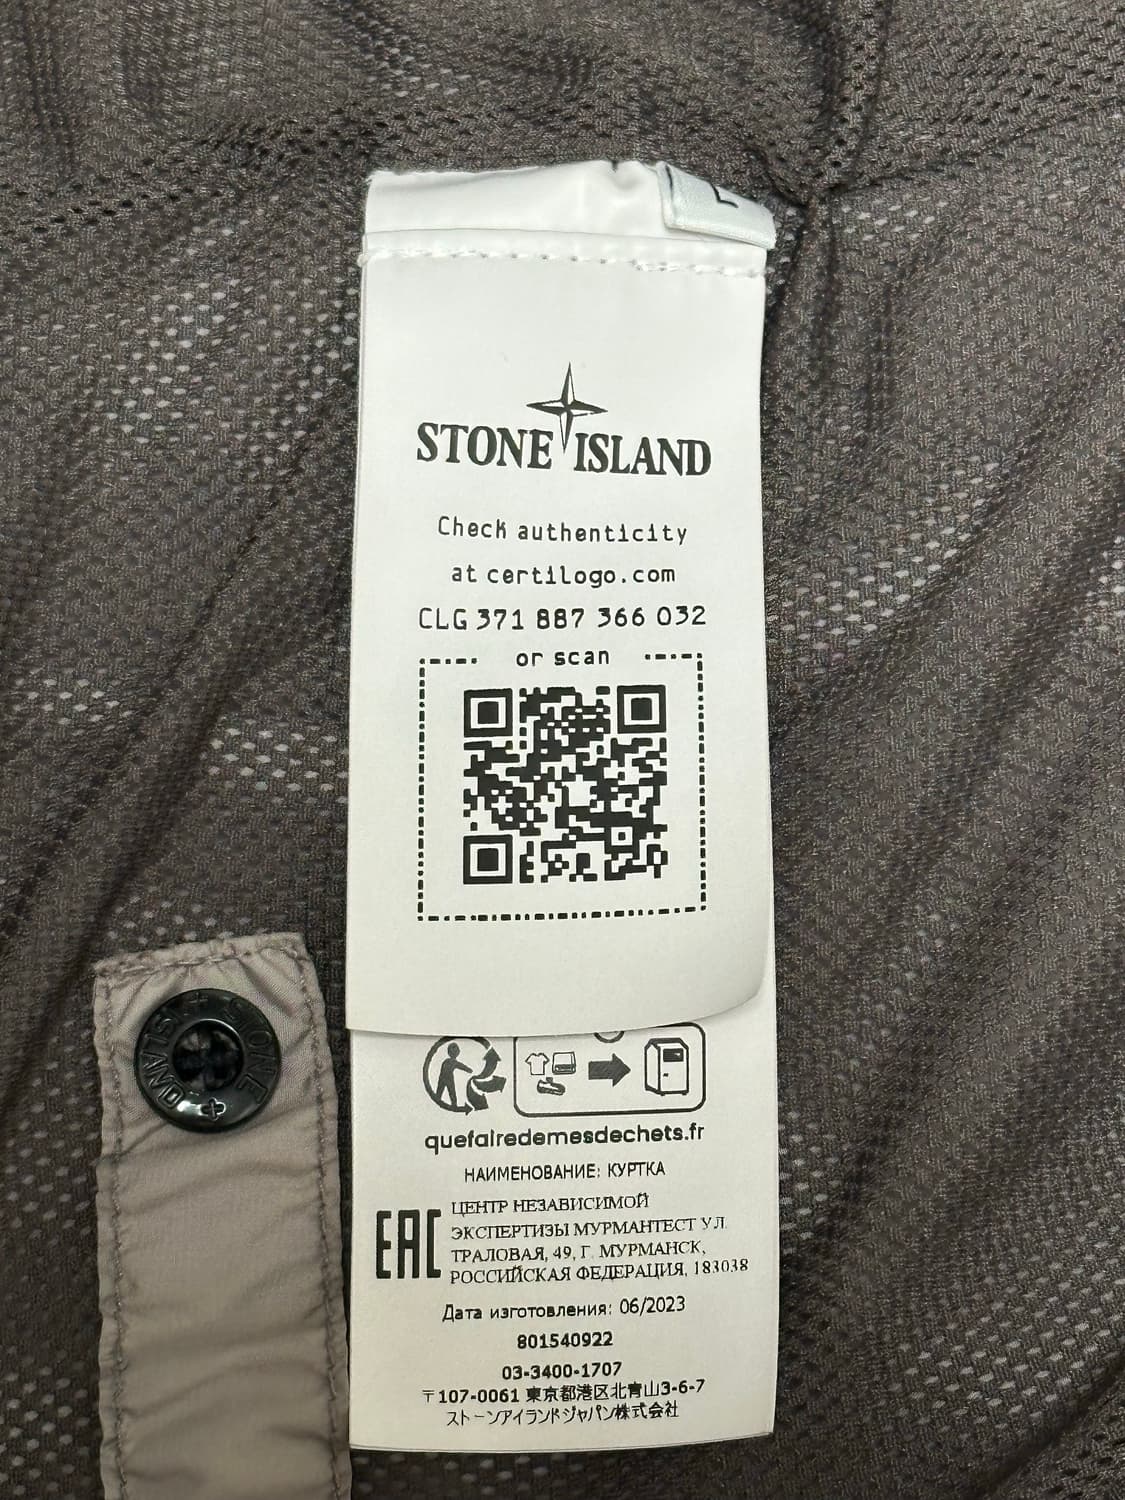 STONE ISLAND
Check authenticity
at certilogo.com
CLG 371 887 366 032
or scan
STONE ISLAND
quefairedemesdechets.fr
НАИМЕНОВАНИЕ: КУРТКА
EAC
ЦЕНТР НЕЗАВИСИМОЙ
ЭКСПЕРТИЗЫ МУРМАНТЕСТ УЛ.
ТРАЛОВАЯ, 49, Г. МУРМАНСК,
РОССИЙСКАЯ ФЕДЕРАЦИЯ, 183038
Дата изготовления: 06/2023
801540922
03-3400-1707
〒107-0061 東京都港区北青山3-6-7
ストーンアイランドジャパン株式会社